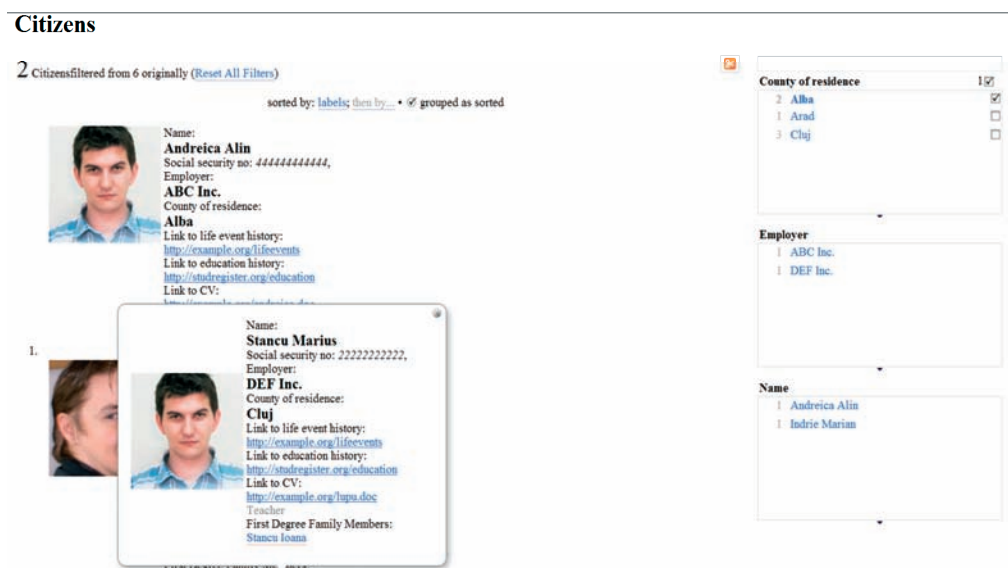 Citizens
2 Citizensfiltered from 6 originally (Reset All Filters)
sorted by: labels; then by... • grouped as sorted
Name:
Andreica Alin
Social security no: 44444444444,
Employer:
ABC Inc.
County of residence:
Alba
Link to life event history:
http://example.org/lifeevents
Link to education history:
http://studregister.org/education
Link to CV:
1.
Name:
Stancu Marius
Social security no: 22222222222,
Employer:
DEF Inc.
County of residence:
Cluj
Link to life event history:
http://example.org/lifeevents
Link to education history:
http://studregister.org/education
Link to CV:
http://example.org/lupu.doc
Teacher
First Degree Family Members:
Stancu Ioana
County of residence 1
2 Alba
1 Arad
3 Cluj
Employer
1 ABC Inc.
1 DEF Inc.
Name
1 Andreica Alin
1 Indrie Marian